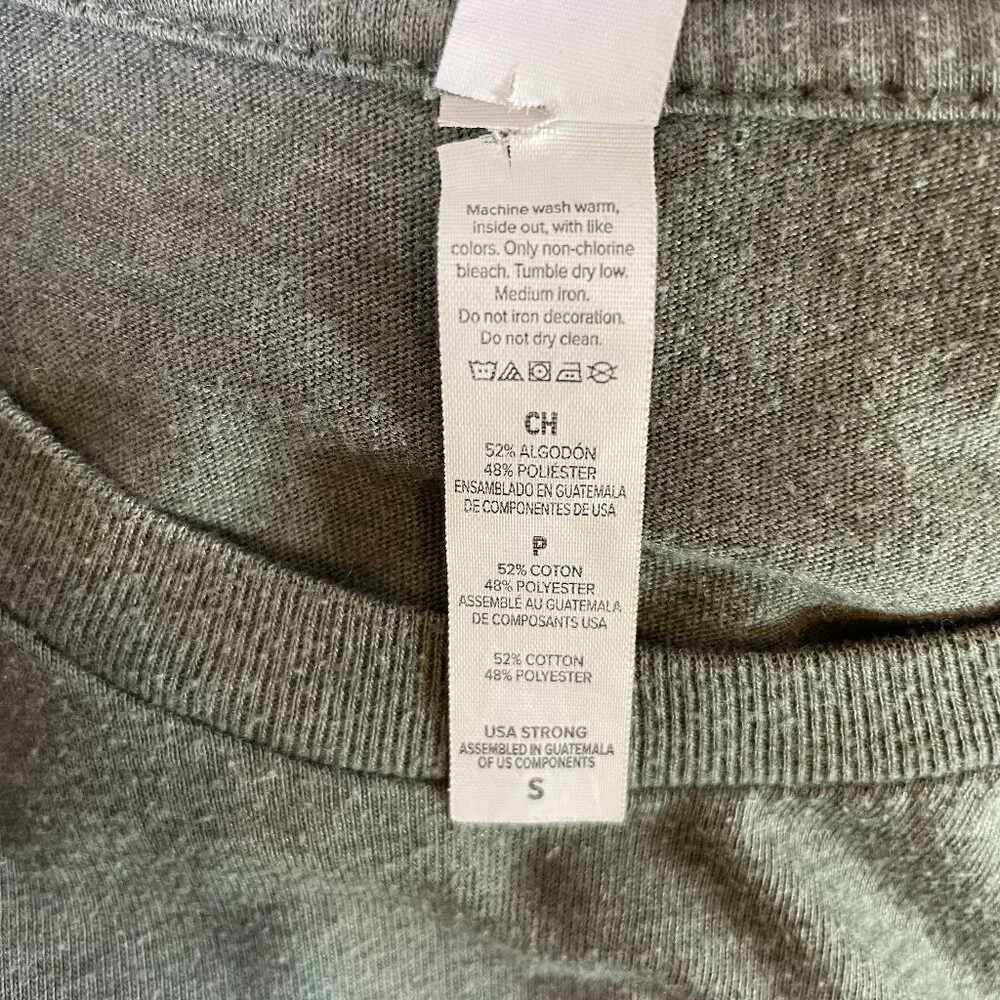 Machine wash warm,
inside out, with like
colors. Only non-chlorine
bleach. Tumble dry low.
Medium iron.
Do not iron decoration.
Do not dry clean.
CH
52% ALGODÓN
48% POLIÉSTER
ENSAMBLADO EN GUATEMALA
DE COMPONENTES DE USA
P
52% COTON
48% POLYESTER
ASSEMBLÉ AU GUATEMALA
DE COMPOSANTS USA
52% COTTON
48% POLYESTER
USA STRONG
ASSEMBLED IN GUATEMALA
OF US COMPONENTS
S